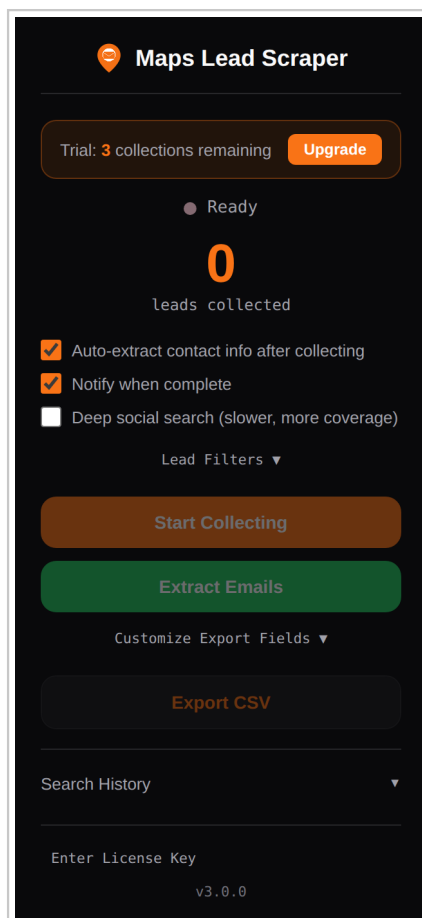 Maps Lead Scraper
Trial: 3 collections remaining
Upgrade
Ready
0
leads collected
Auto-extract contact info after collecting
Notify when complete
Deep social search (slower, more coverage)
Lead Filters ▼
Start Collecting
Extract Emails
Customize Export Fields ▼
Export CSV
Search History ▼
Enter License Key
v3.0.0